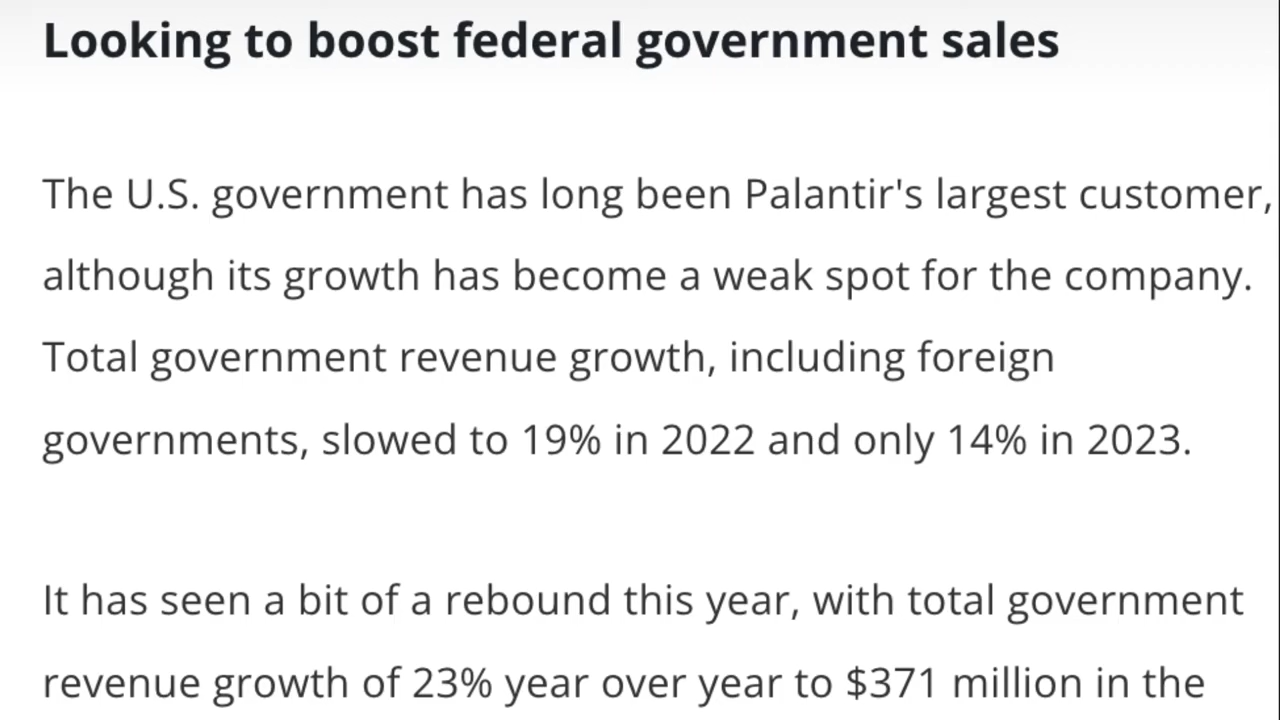 Looking to boost federal government sales
The U.S. government has long been Palantir's largest customer,
although its growth has become a weak spot for the company.
Total government revenue growth, including foreign
governments, slowed to 19% in 2022 and only 14% in 2023.
It has seen a bit of a rebound this year, with total government
revenue growth of 23% year over year to $371 million in the